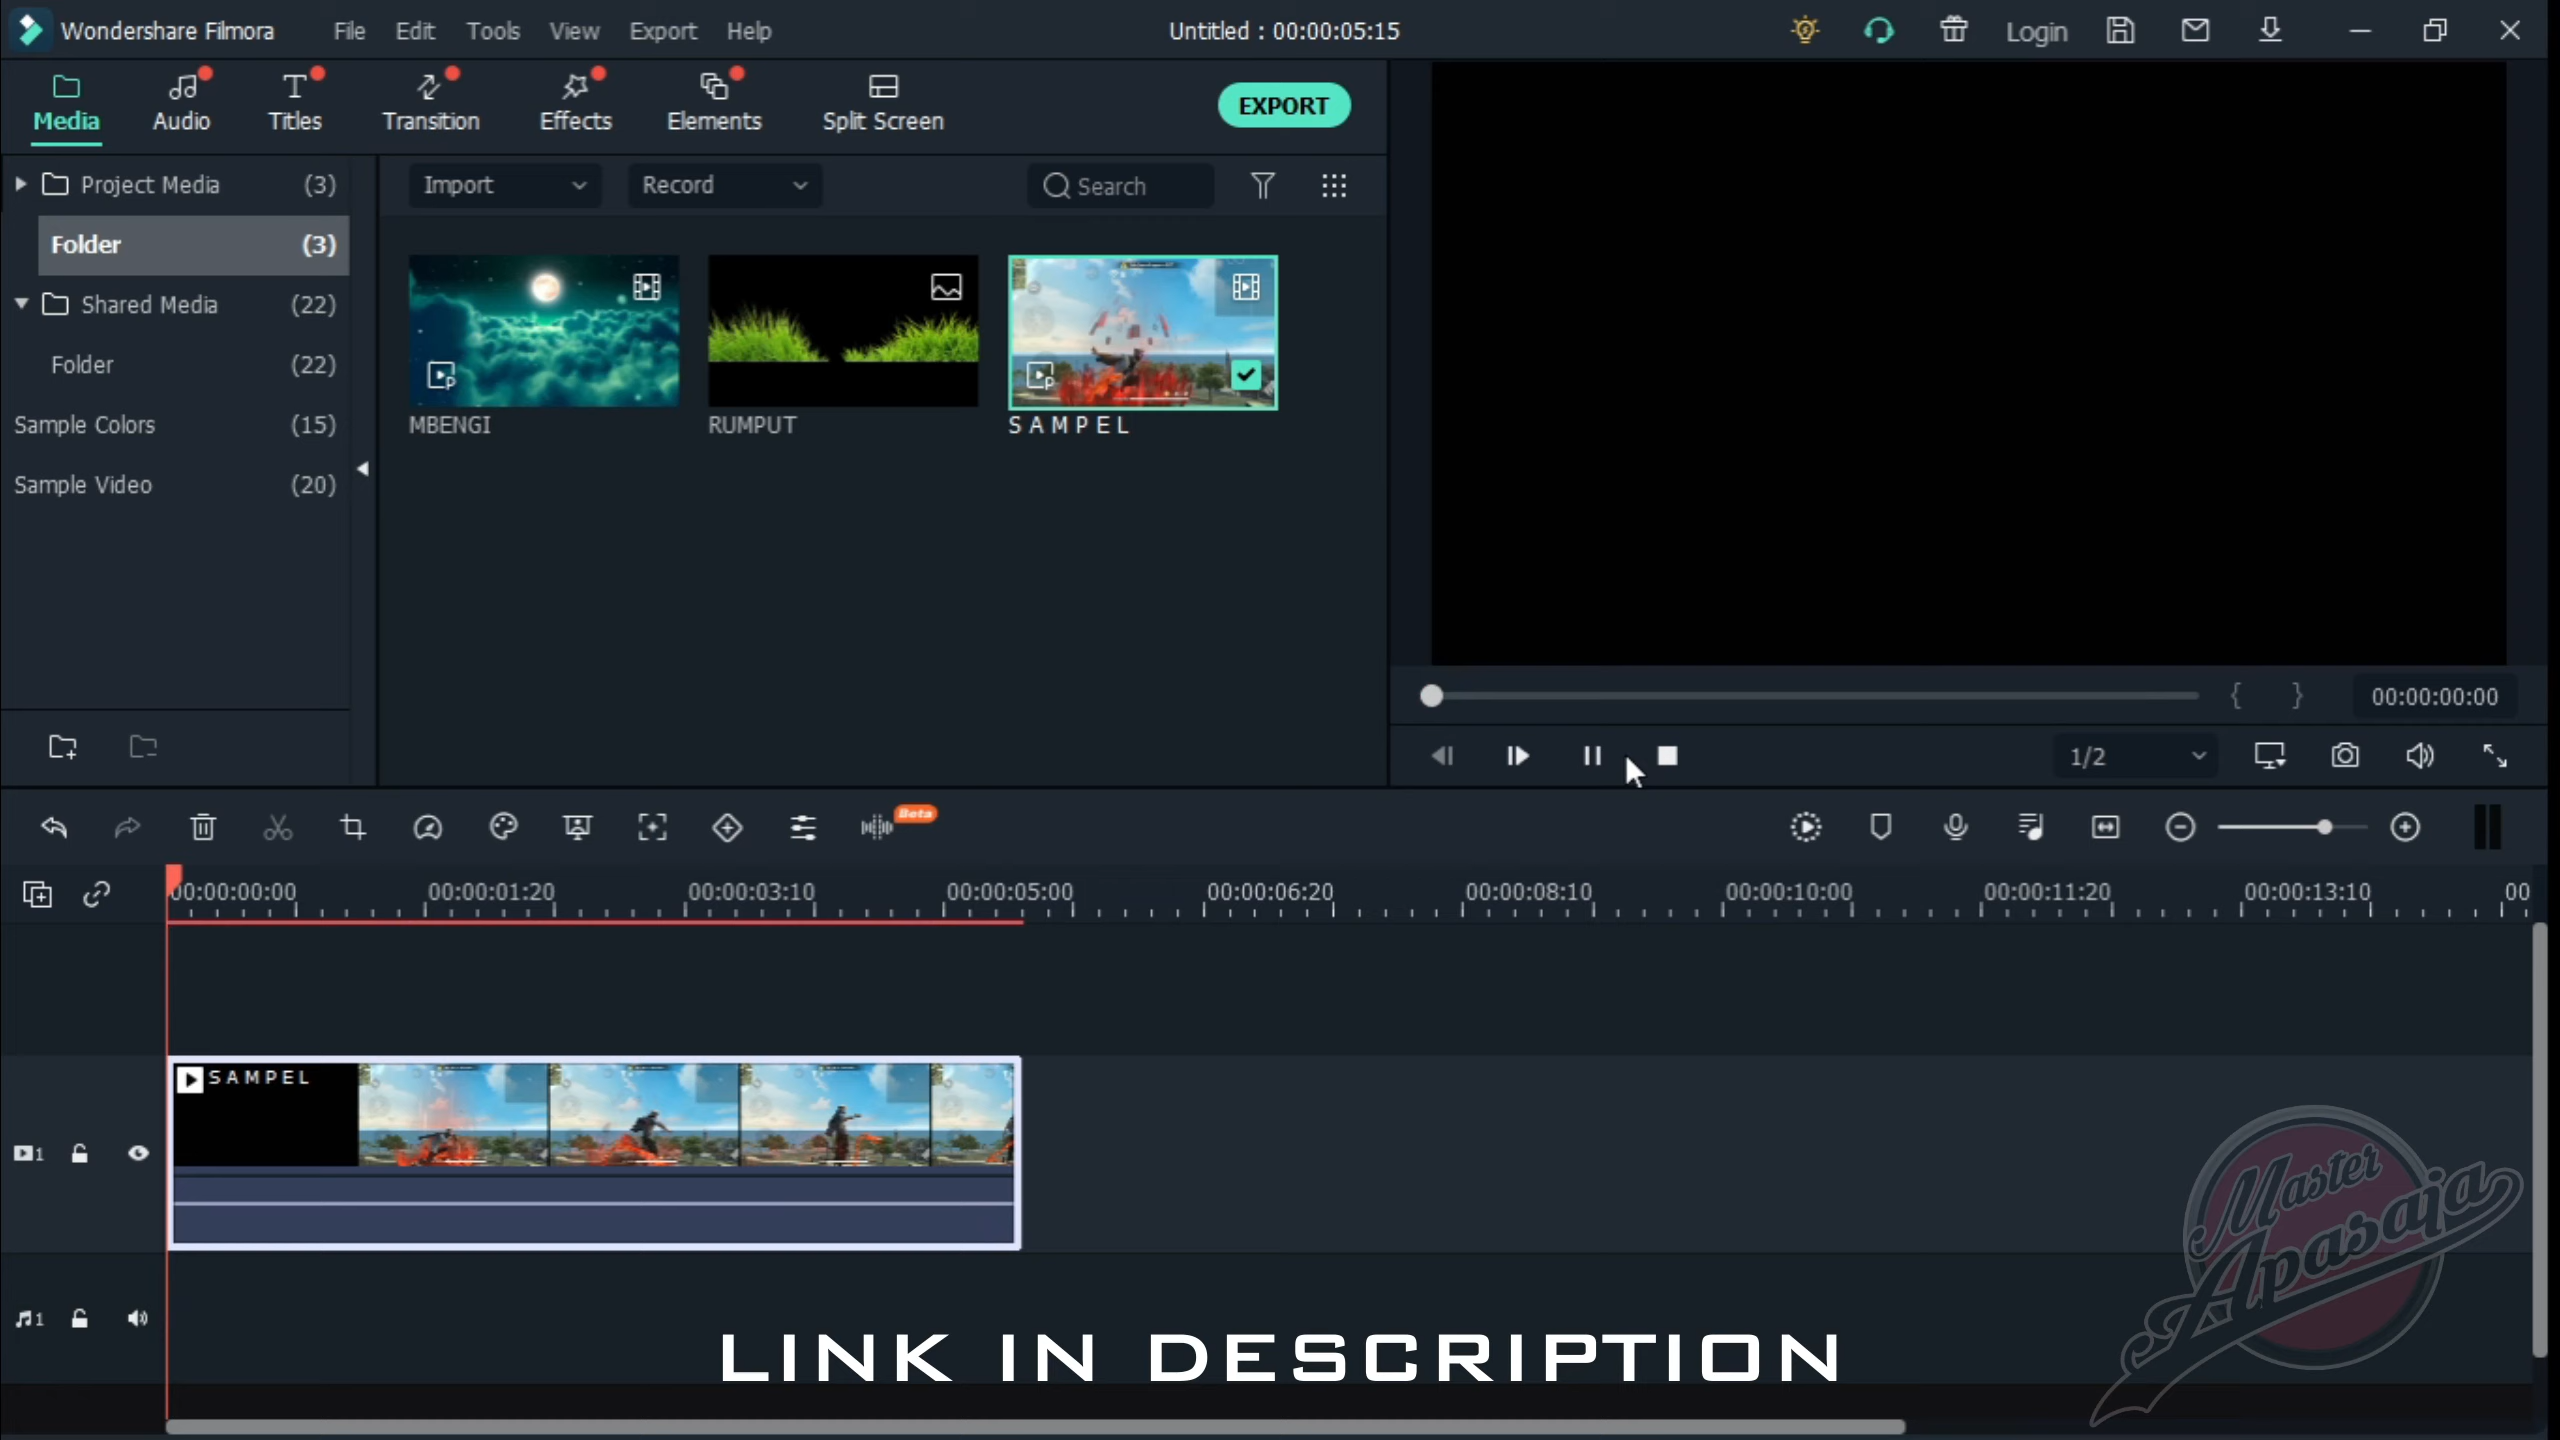 Wondershare Filmora File Edit Tools View Export Help Untitled : 00:00:05:15 Login
Media Audio Titles Transition Effects Elements Split Screen EXPORT
Project Media (3) Import Record Search
Folder (3)
Shared Media (22)
Folder (22)
Sample Colors (15) MBENGI RUMPUT S A M P E L
Sample Video (20)
{ } 00:00:00:00
1/2
Beta
00:00:00:00 00:00:01:20 00:00:03:10 00:00:05:00 00:00:06:20 00:00:08:10 00:00:10:00 00:00:11:20 00:00:13:10 00
S A M P E L
1
1
Master
Apasaja
LINK IN DESCRIPTION